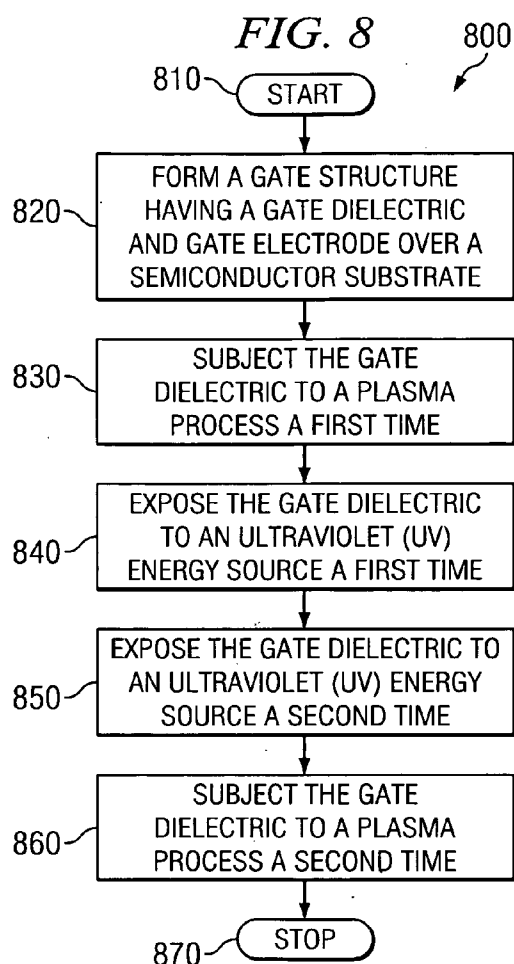 FIG. 8
800
810
START
820
FORM A GATE STRUCTURE
HAVING A GATE DIELECTRIC
AND GATE ELECTRODE OVER A
SEMICONDUCTOR SUBSTRATE
830
SUBJECT THE GATE
DIELECTRIC TO A PLASMA
PROCESS A FIRST TIME
840
EXPOSE THE GATE DIELECTRIC
TO AN ULTRAVIOLET (UV)
ENERGY SOURCE A FIRST TIME
850
EXPOSE THE GATE DIELECTRIC TO
AN ULTRAVIOLET (UV) ENERGY
SOURCE A SECOND TIME
860
SUBJECT THE GATE
DIELECTRIC TO A PLASMA
PROCESS A SECOND TIME
870
STOP